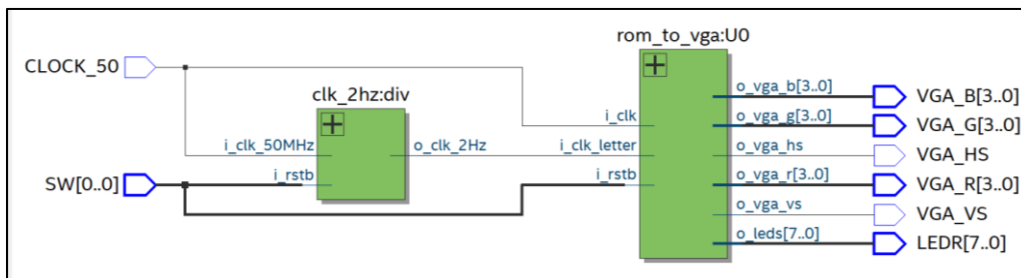 rom_to_vga:U0
CLOCK_50
clk_2hz:div
o_vga_b[3..0]
VGA_B[3..0]
i_clk
o_vga_g[3..0]
VGA_G[3..0]
i_clk_50MHz
o_clk_2Hz
i_clk_letter
o_vga_hs
VGA_HS
SW[0..0]
i_rstb
i_rstb
o_vga_r[3..0]
VGA_R[3..0]
o_vga_vs
VGA_VS
o_leds[7..0]
LEDR[7..0]